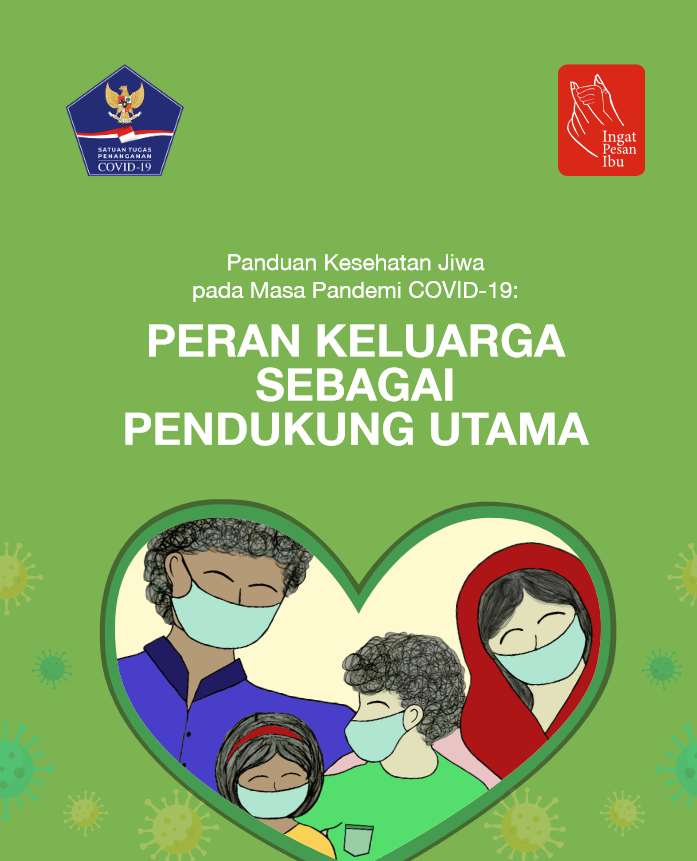 SATUAN TUGAS
PENANGANAN
COVID-19
Ingat
Pesan
Ibu
Panduan Kesehatan Jiwa
pada Masa Pandemi COVID-19:
PERAN KELUARGA
SEBAGAI
PENDUKUNG UTAMA